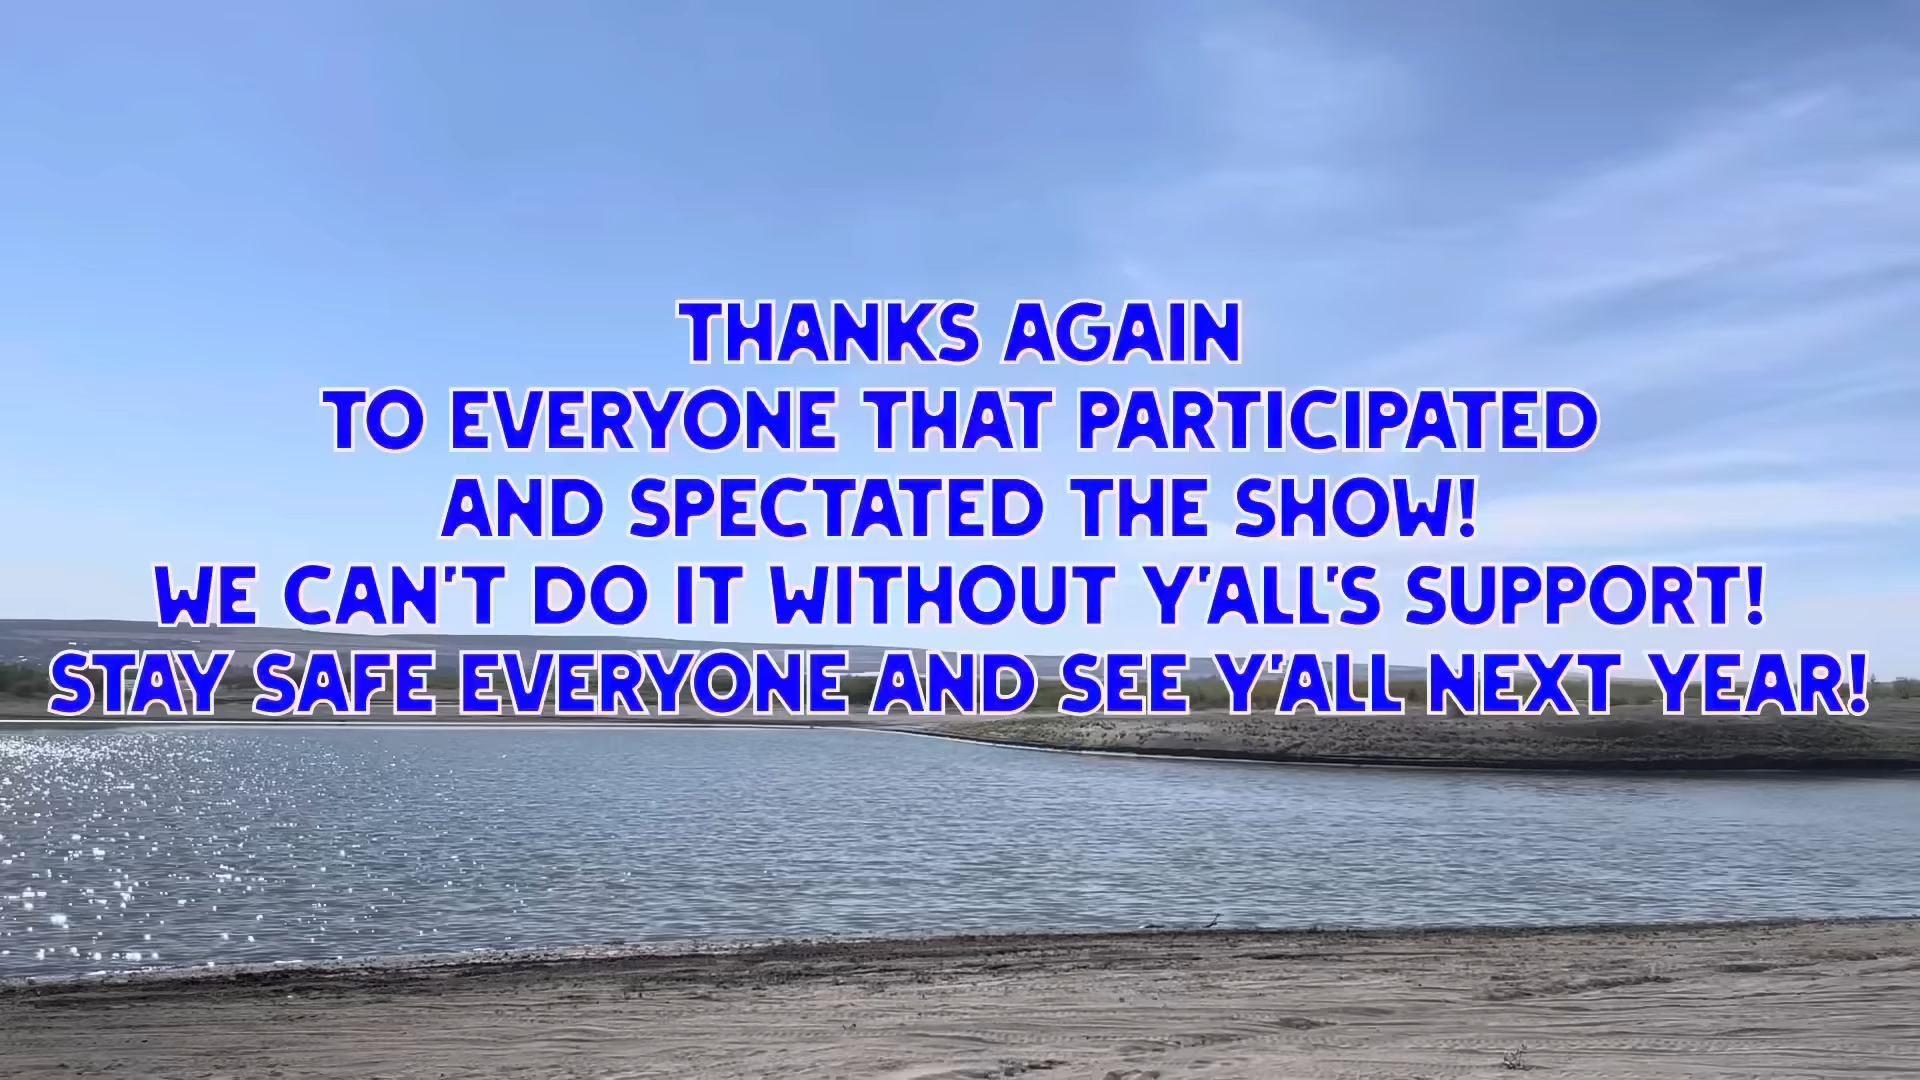 THANKS AGAIN
TO EVERYONE THAT PARTICIPATED
AND SPECTATED THE SHOW!
WE CAN'T DO IT WITHOUT Y'ALL'S SUPPORT!
STAY SAFE EVERYONE AND SEE Y'ALL NEXT YEAR!